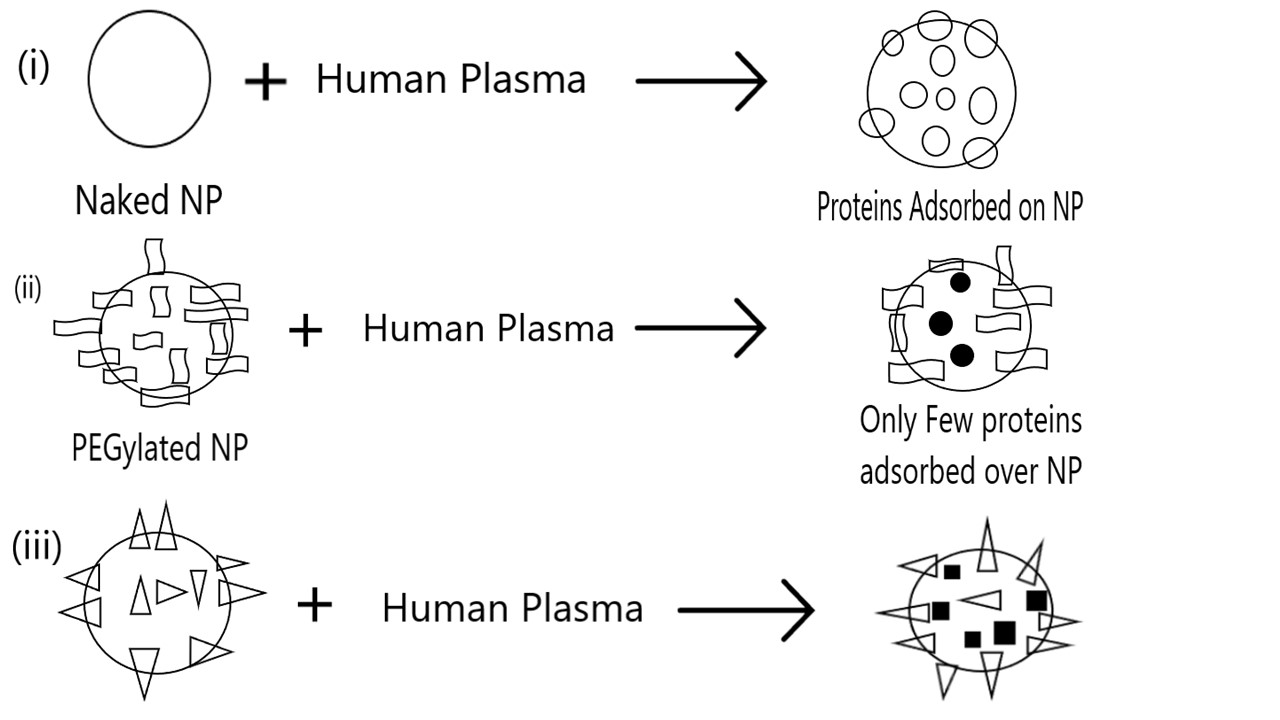 (i)
+ Human Plasma
Naked NP
Proteins Adsorbed on NP
(ii)
+ Human Plasma
PEGylated NP
Only Few proteins
adsorbed over NP
(iii)
+ Human Plasma